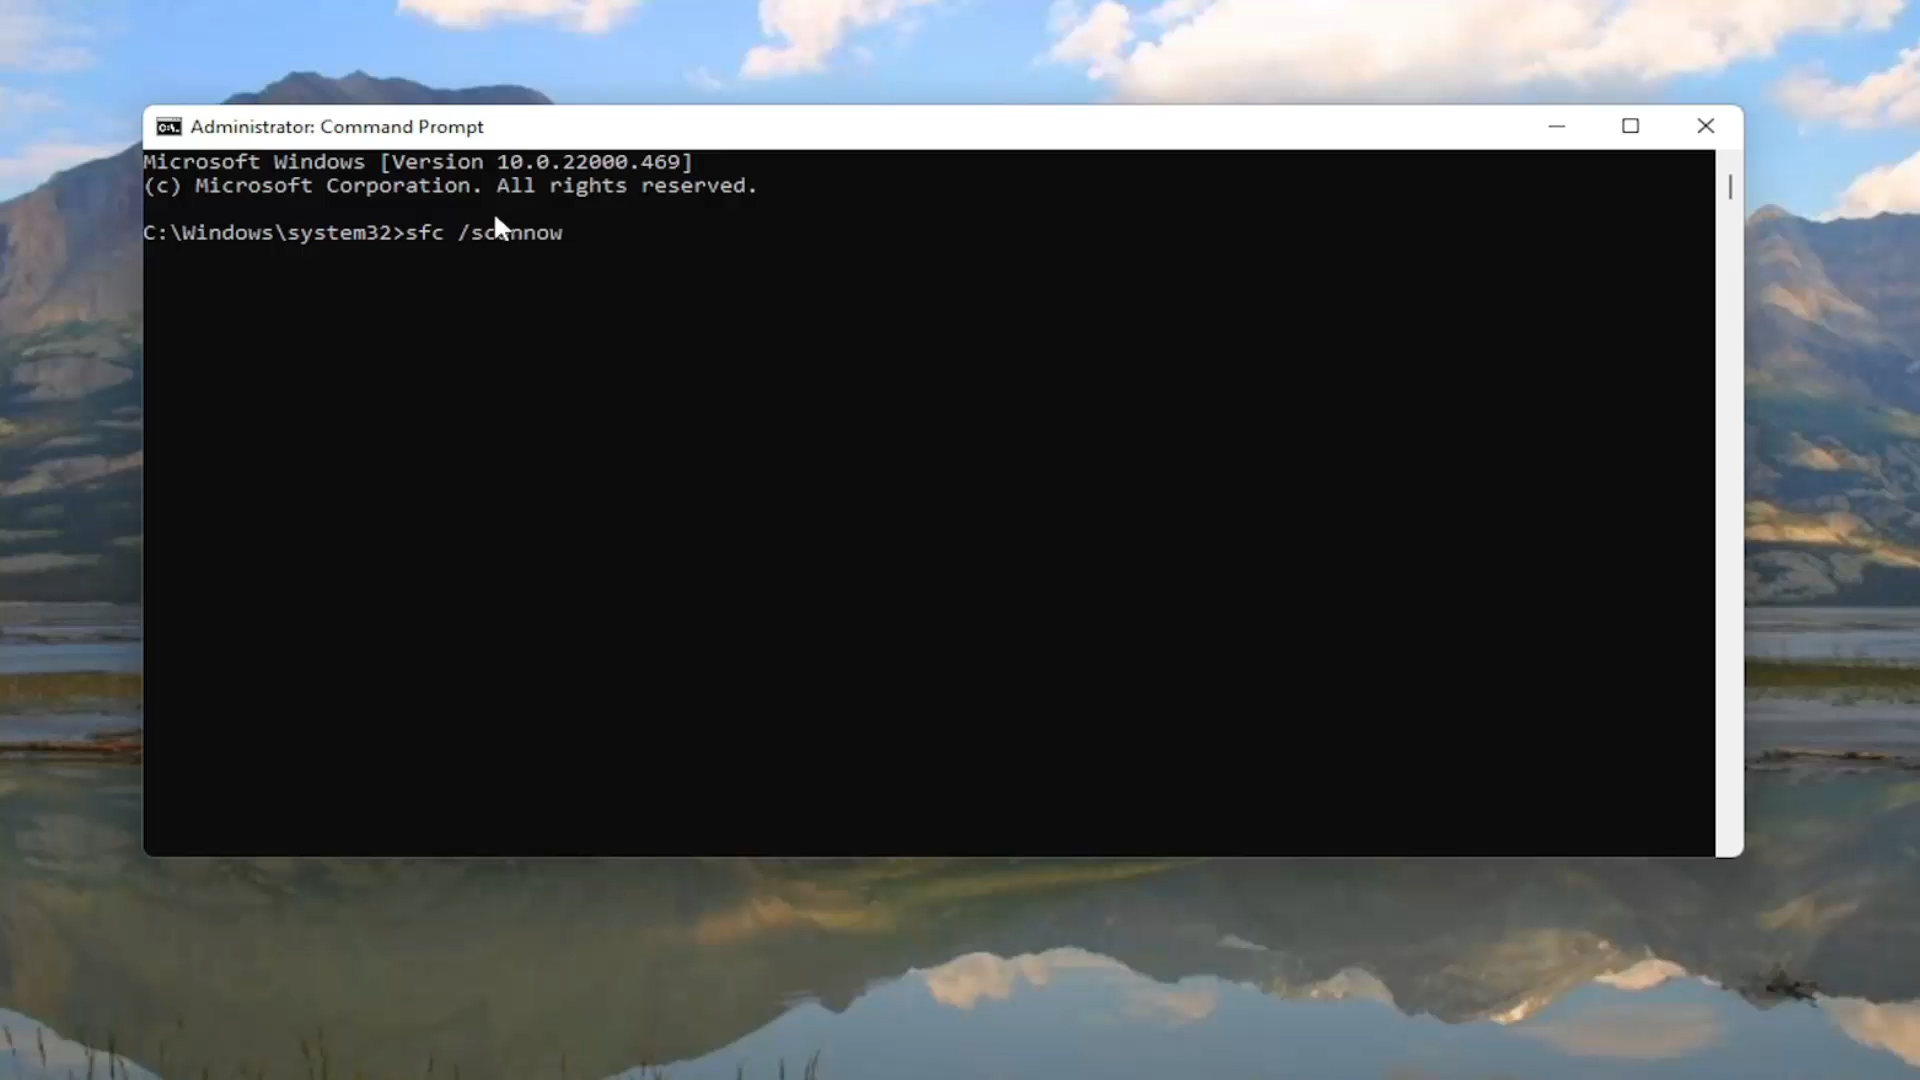 Administrator: Command Prompt
Microsoft Windows [Version 10.0.22000.469]
(c) Microsoft Corporation. All rights reserved.
C:\Windows\system32>sfc /scannow